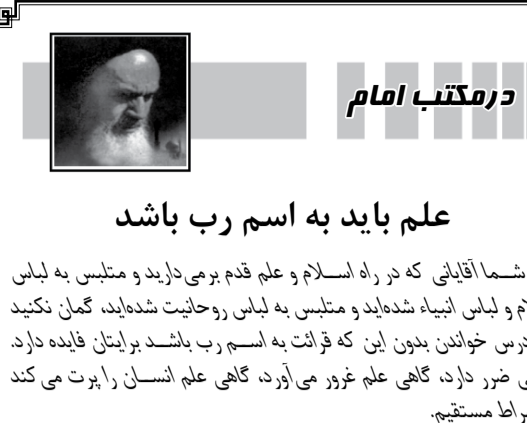 درمکتب امام
علم باید به اسم رب باشد
شما آقایانی که در راه اسلام و علم قدم برمی‌دارید و متلبس به لباس
و لباس انبیاء شده‌اید و متلبس به لباس روحانیت شده‌اید، گمان نکنید
درس خواندن بدون این که قرائت به اسم رب باشد برایتان فایده دارد.
ضرر دارد، گاهی علم غرور می‌آورد، گاهی علم انسان را پرت می کند
مستقیم.